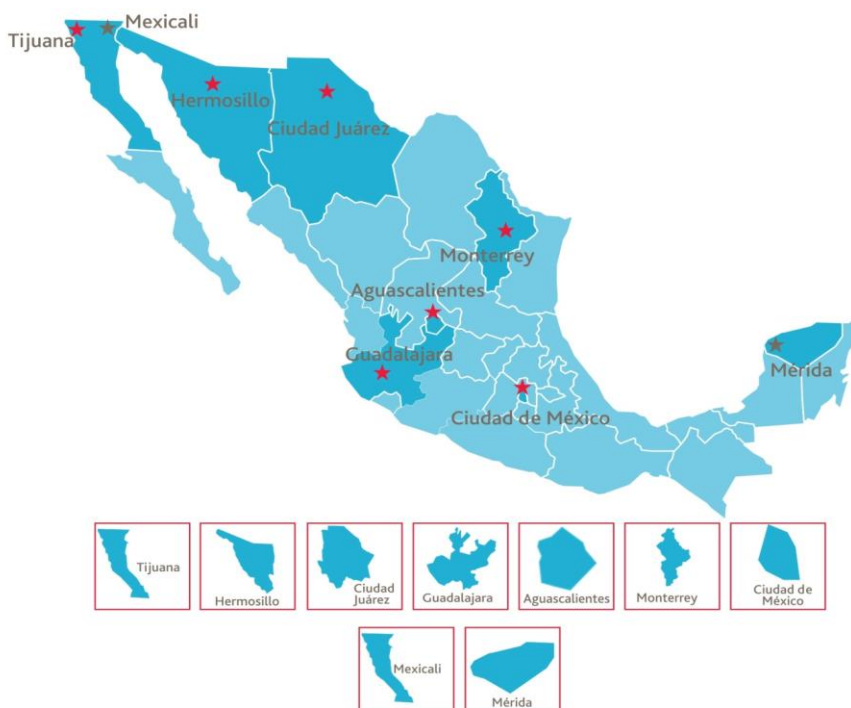 Mexicali
Tijuana
Hermosillo
Ciudad Juárez
Monterrey
Aguascalientes
Guadalajara
Mérida
Ciudad de México
Tijuana
Hermosillo
Ciudad
Juárez
Guadalajara
Aguascalientes
Monterrey
Ciudad de
México
Mexicali
Mérida